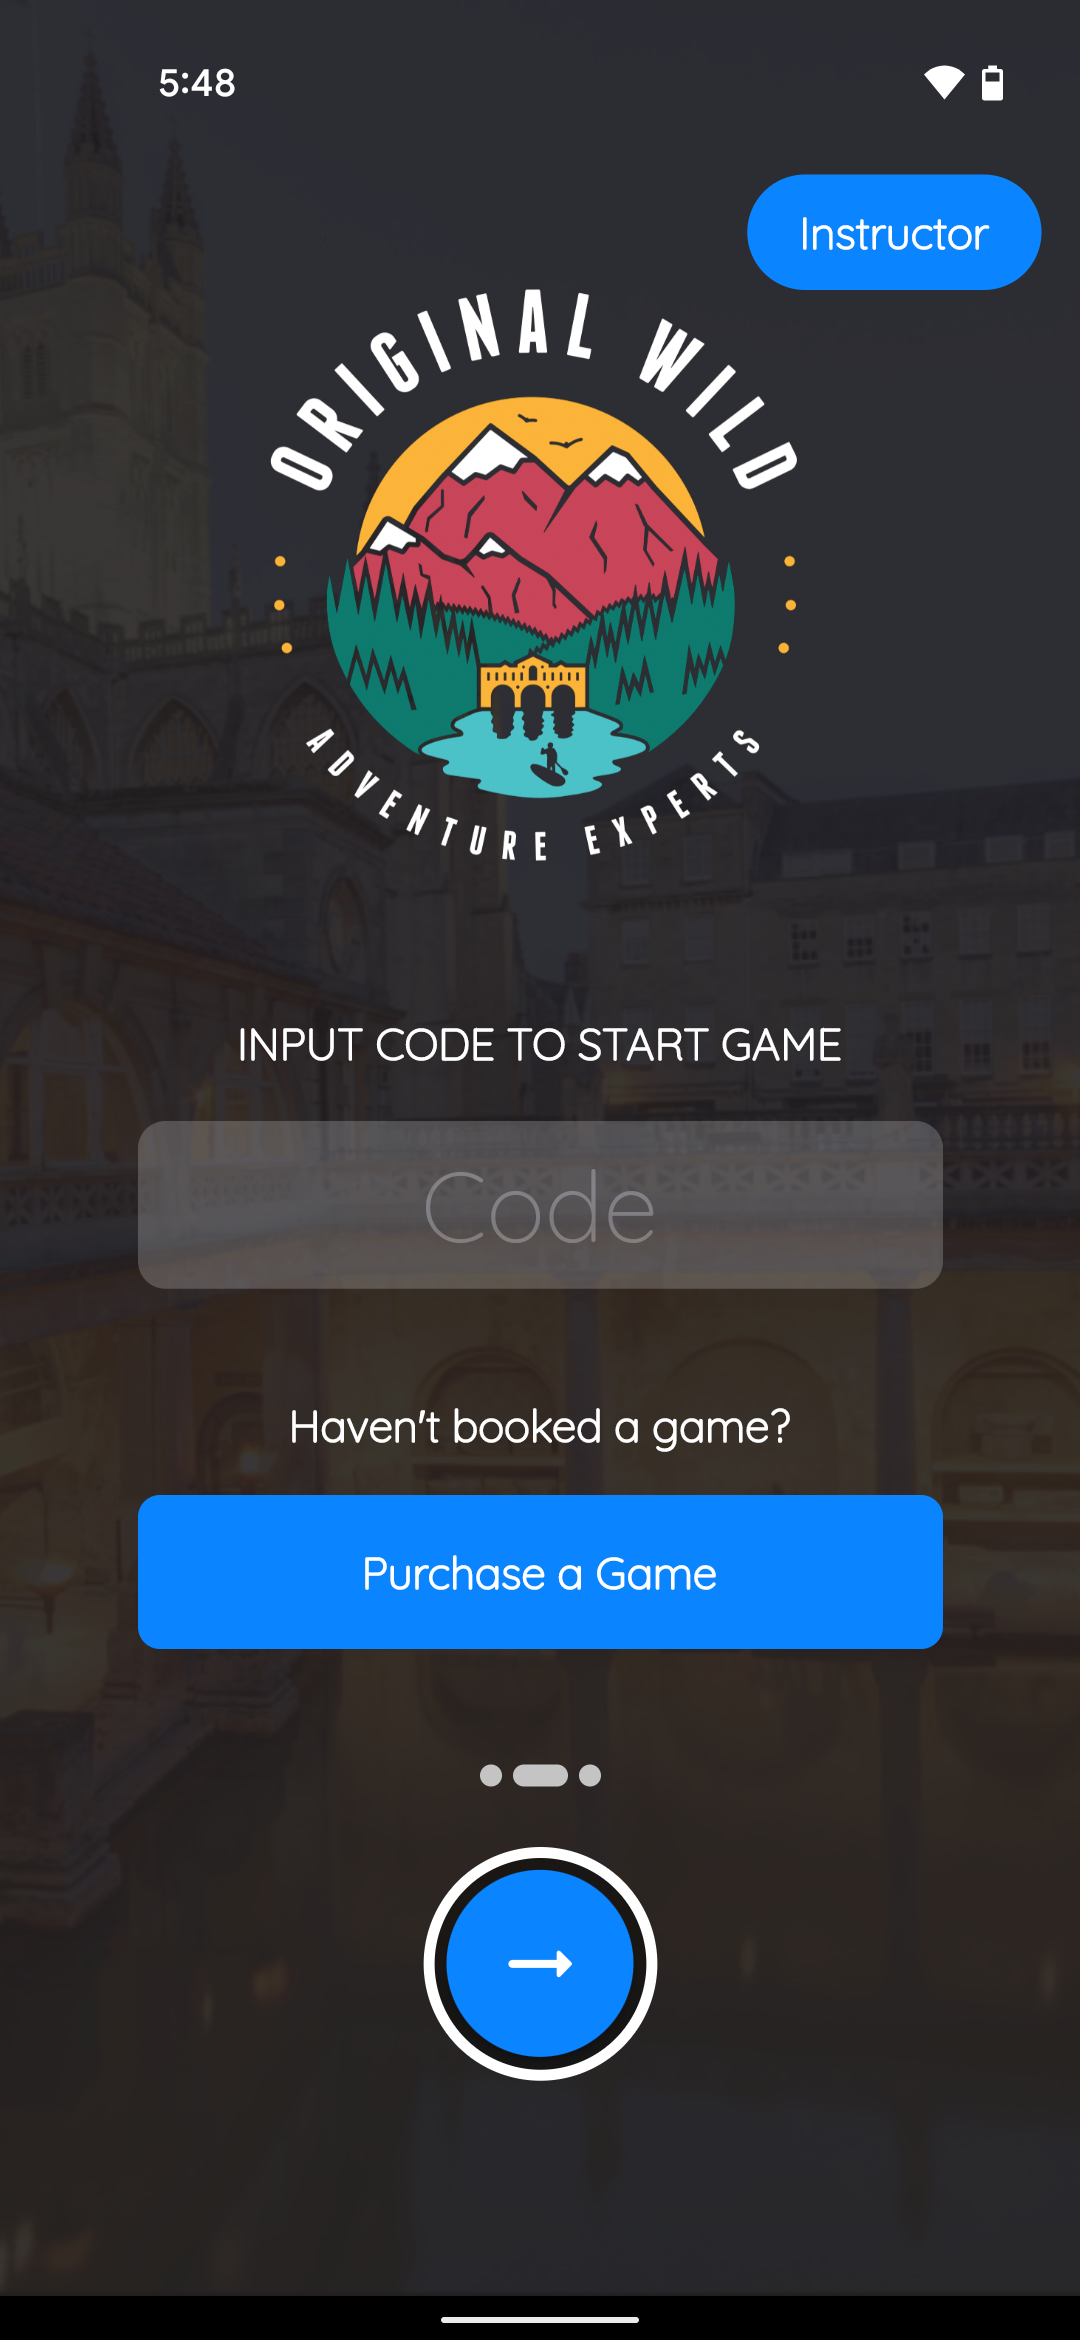 5:48
Instructor
ORIGINAL WILD
ADVENTURE EXPERTS
INPUT CODE TO START GAME
Code
Haven't booked a game?
Purchase a Game